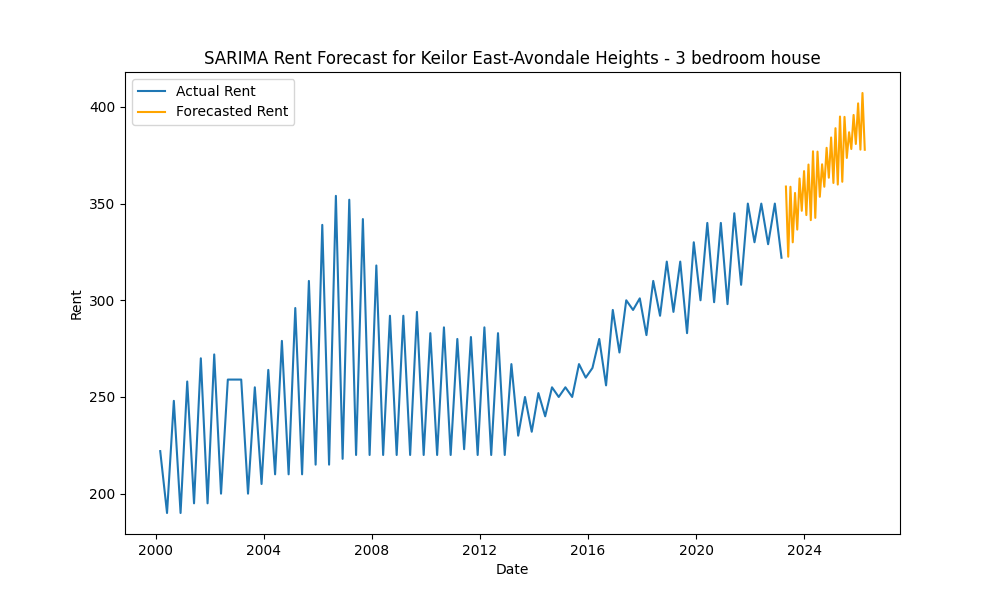 SARIMA Rent Forecast for Keilor East-Avondale Heights - 3 bedroom house
Actual Rent
Forecasted Rent
400
350
300
250
200
Rent
2000
2004
2008
2012
2016
2020
2024
Date